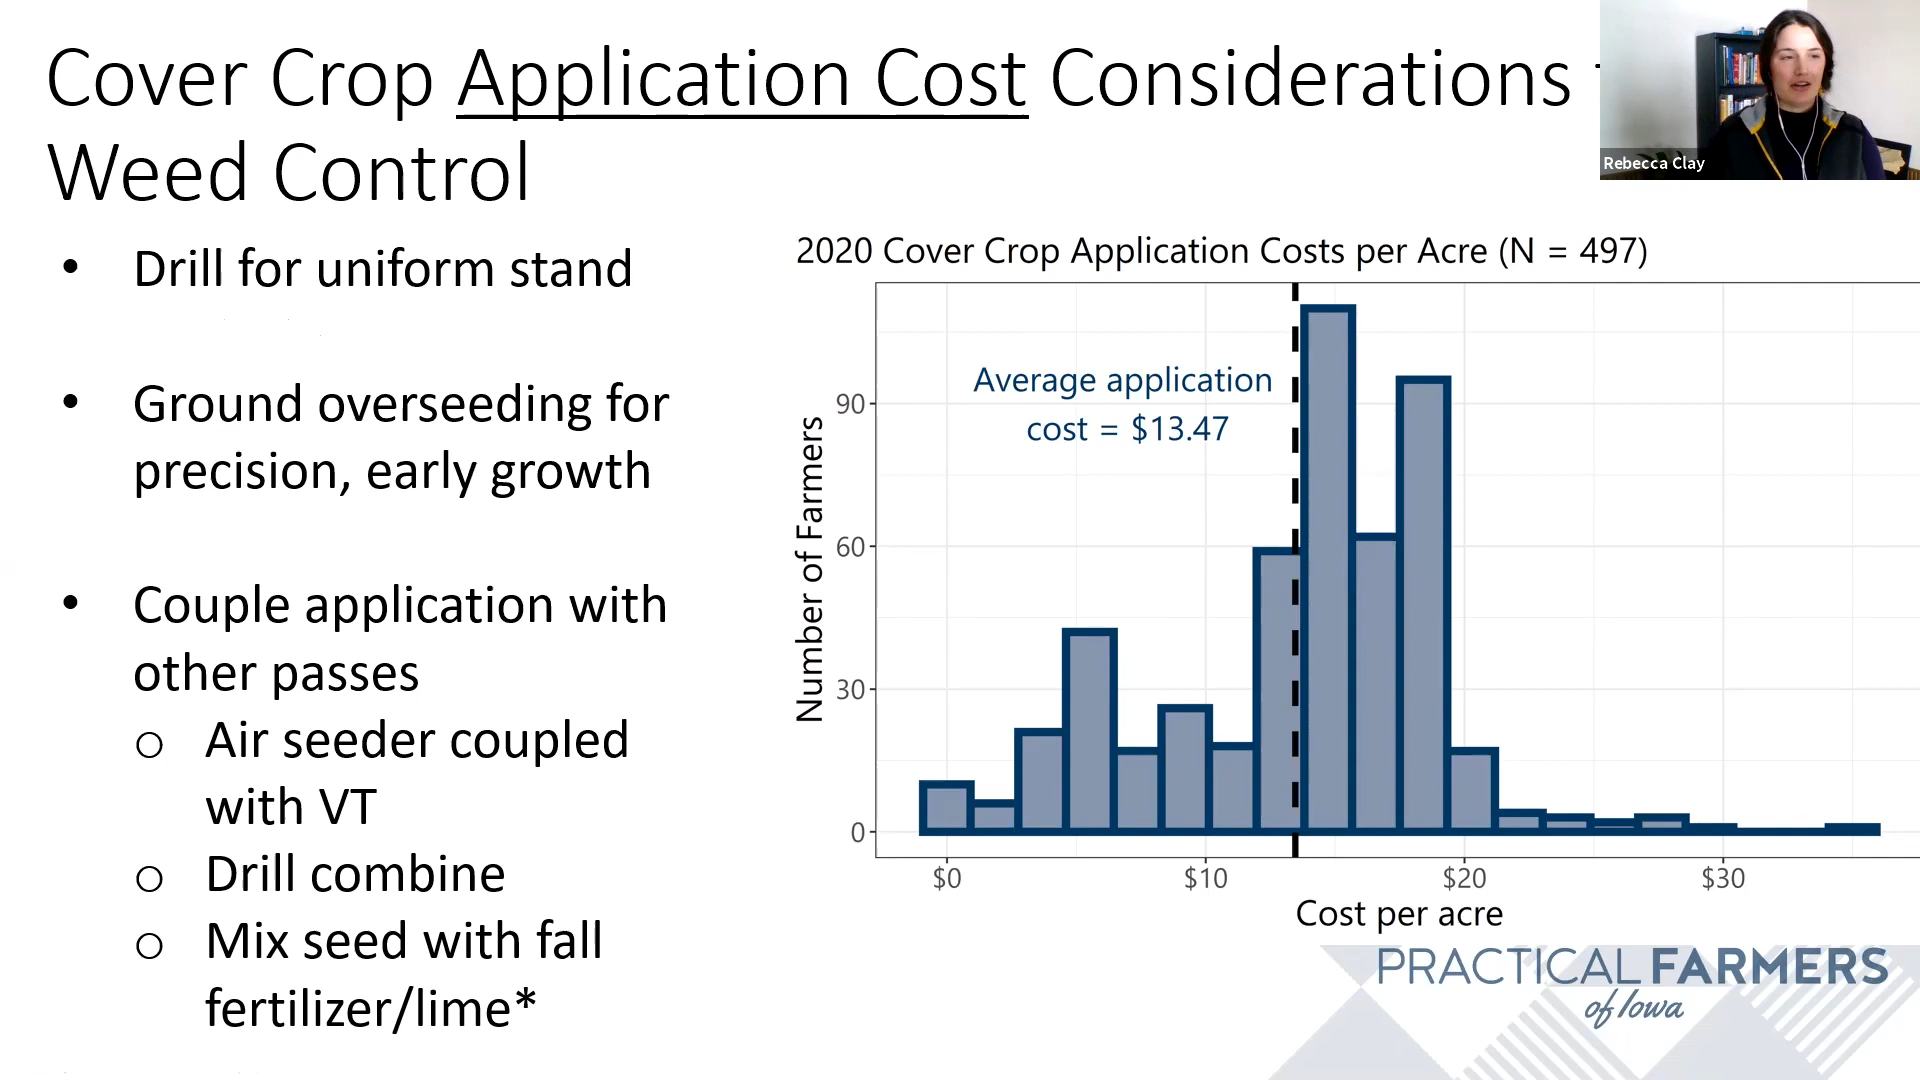 Cover Crop Application Cost Considerations
Weed Control
Rebecca Clay
• Drill for uniform stand
• Ground overseeding for
precision, early growth
• Couple application with
other passes
o Air seeder coupled
with VT
o Drill combine
o Mix seed with fall
fertilizer/lime*
2020 Cover Crop Application Costs per Acre (N = 497)
Average application
cost = $13.47
Number of Farmers
90
60
30
0
$0 $10 $20 $30
Cost per acre
PRACTICAL FARMERS
of Iowa